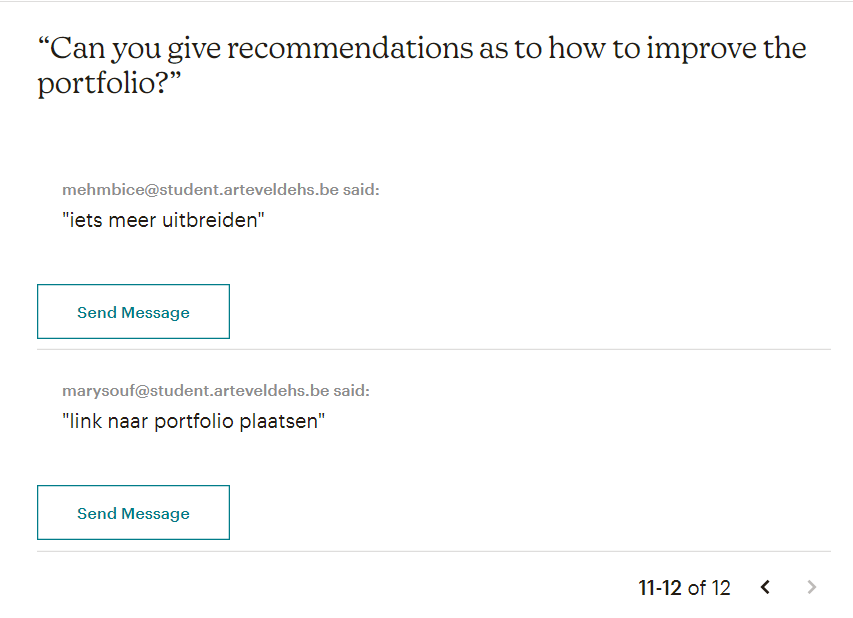 “Can you give recommendations as to how to improve the
portfolio?”
mehmbice@student.arteveldehs.be said:
"iets meer uitbreiden"
Send Message
marysouf@student.arteveldehs.be said:
"link naar portfolio plaatsen"
Send Message
11-12 of 12